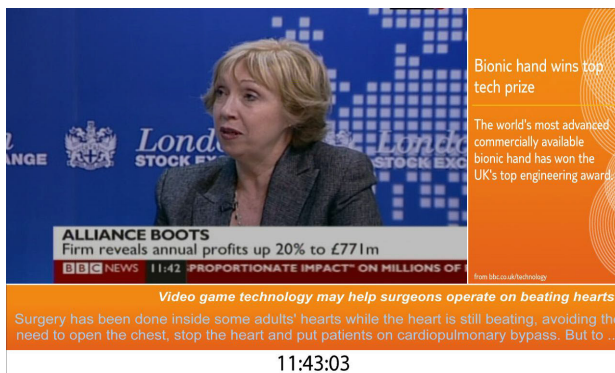 London
STOCK EXC
ANGE
STOCK EXC
ALLIANCE BOOTS
Firm reveals annual profits up 20% to £771m
BBC NEWS 11:42 PROPORTIONATE IMPACT" ON MILLIONS OF
Bionic hand wins top
tech prize
The world's most advanced
commercially available
bionic hand has won the
UK's top engineering award.
from bbc.co.uk/technology
Video game technology may help surgeons operate on beating hearts
Surgery has been done inside some adults' hearts while the heart is still beating, avoiding the
need to open the chest, stop the heart and put patients on cardiopulmonary bypass. But to ...
11:43:03